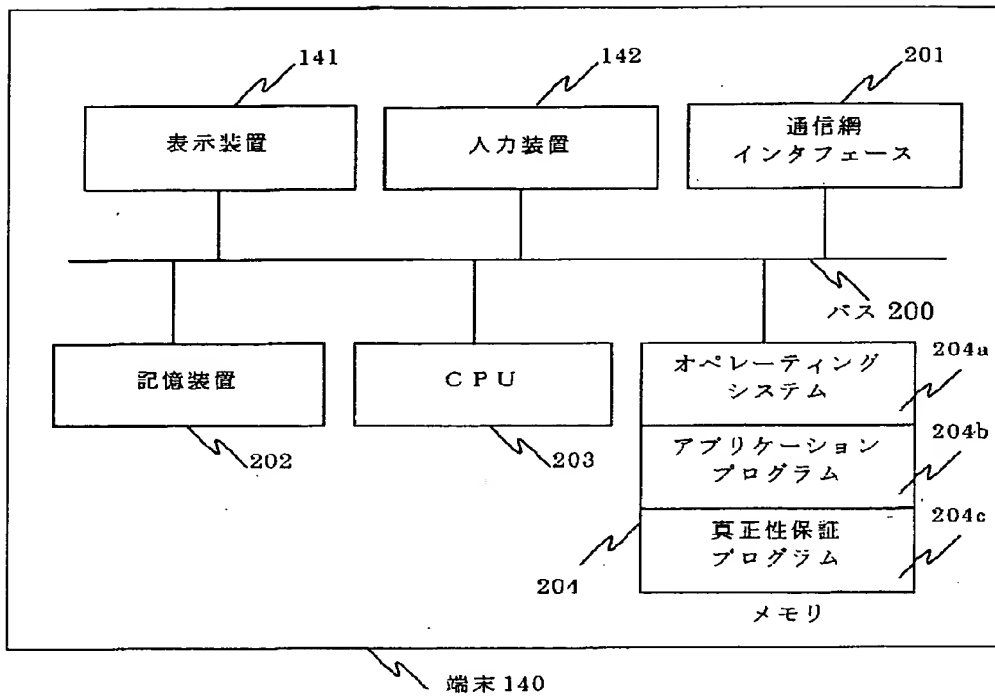 141
142
201
表示装置
入力装置
通信網
インタフェース
バス 200
記憶装置
CPU
オペレーティング
システム
204a
アプリケーション
プログラム
204b
真正性保証
プログラム
204c
202
203
204
メモリ
端末 140